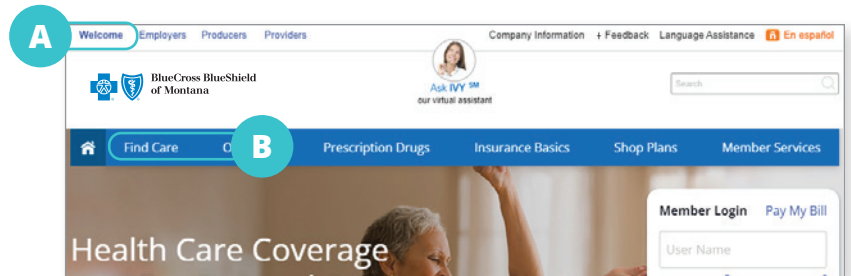 A
Welcome Employers Producers Providers
Company Information + Feedback Language Assistance En español
BlueCross BlueShield
of Montana
Ask IVY SM
our virtual assistant
Search
B
Find Care Prescription Drugs Insurance Basics Shop Plans Member Services
Member Login Pay My Bill
User Name
Health Care Coverage